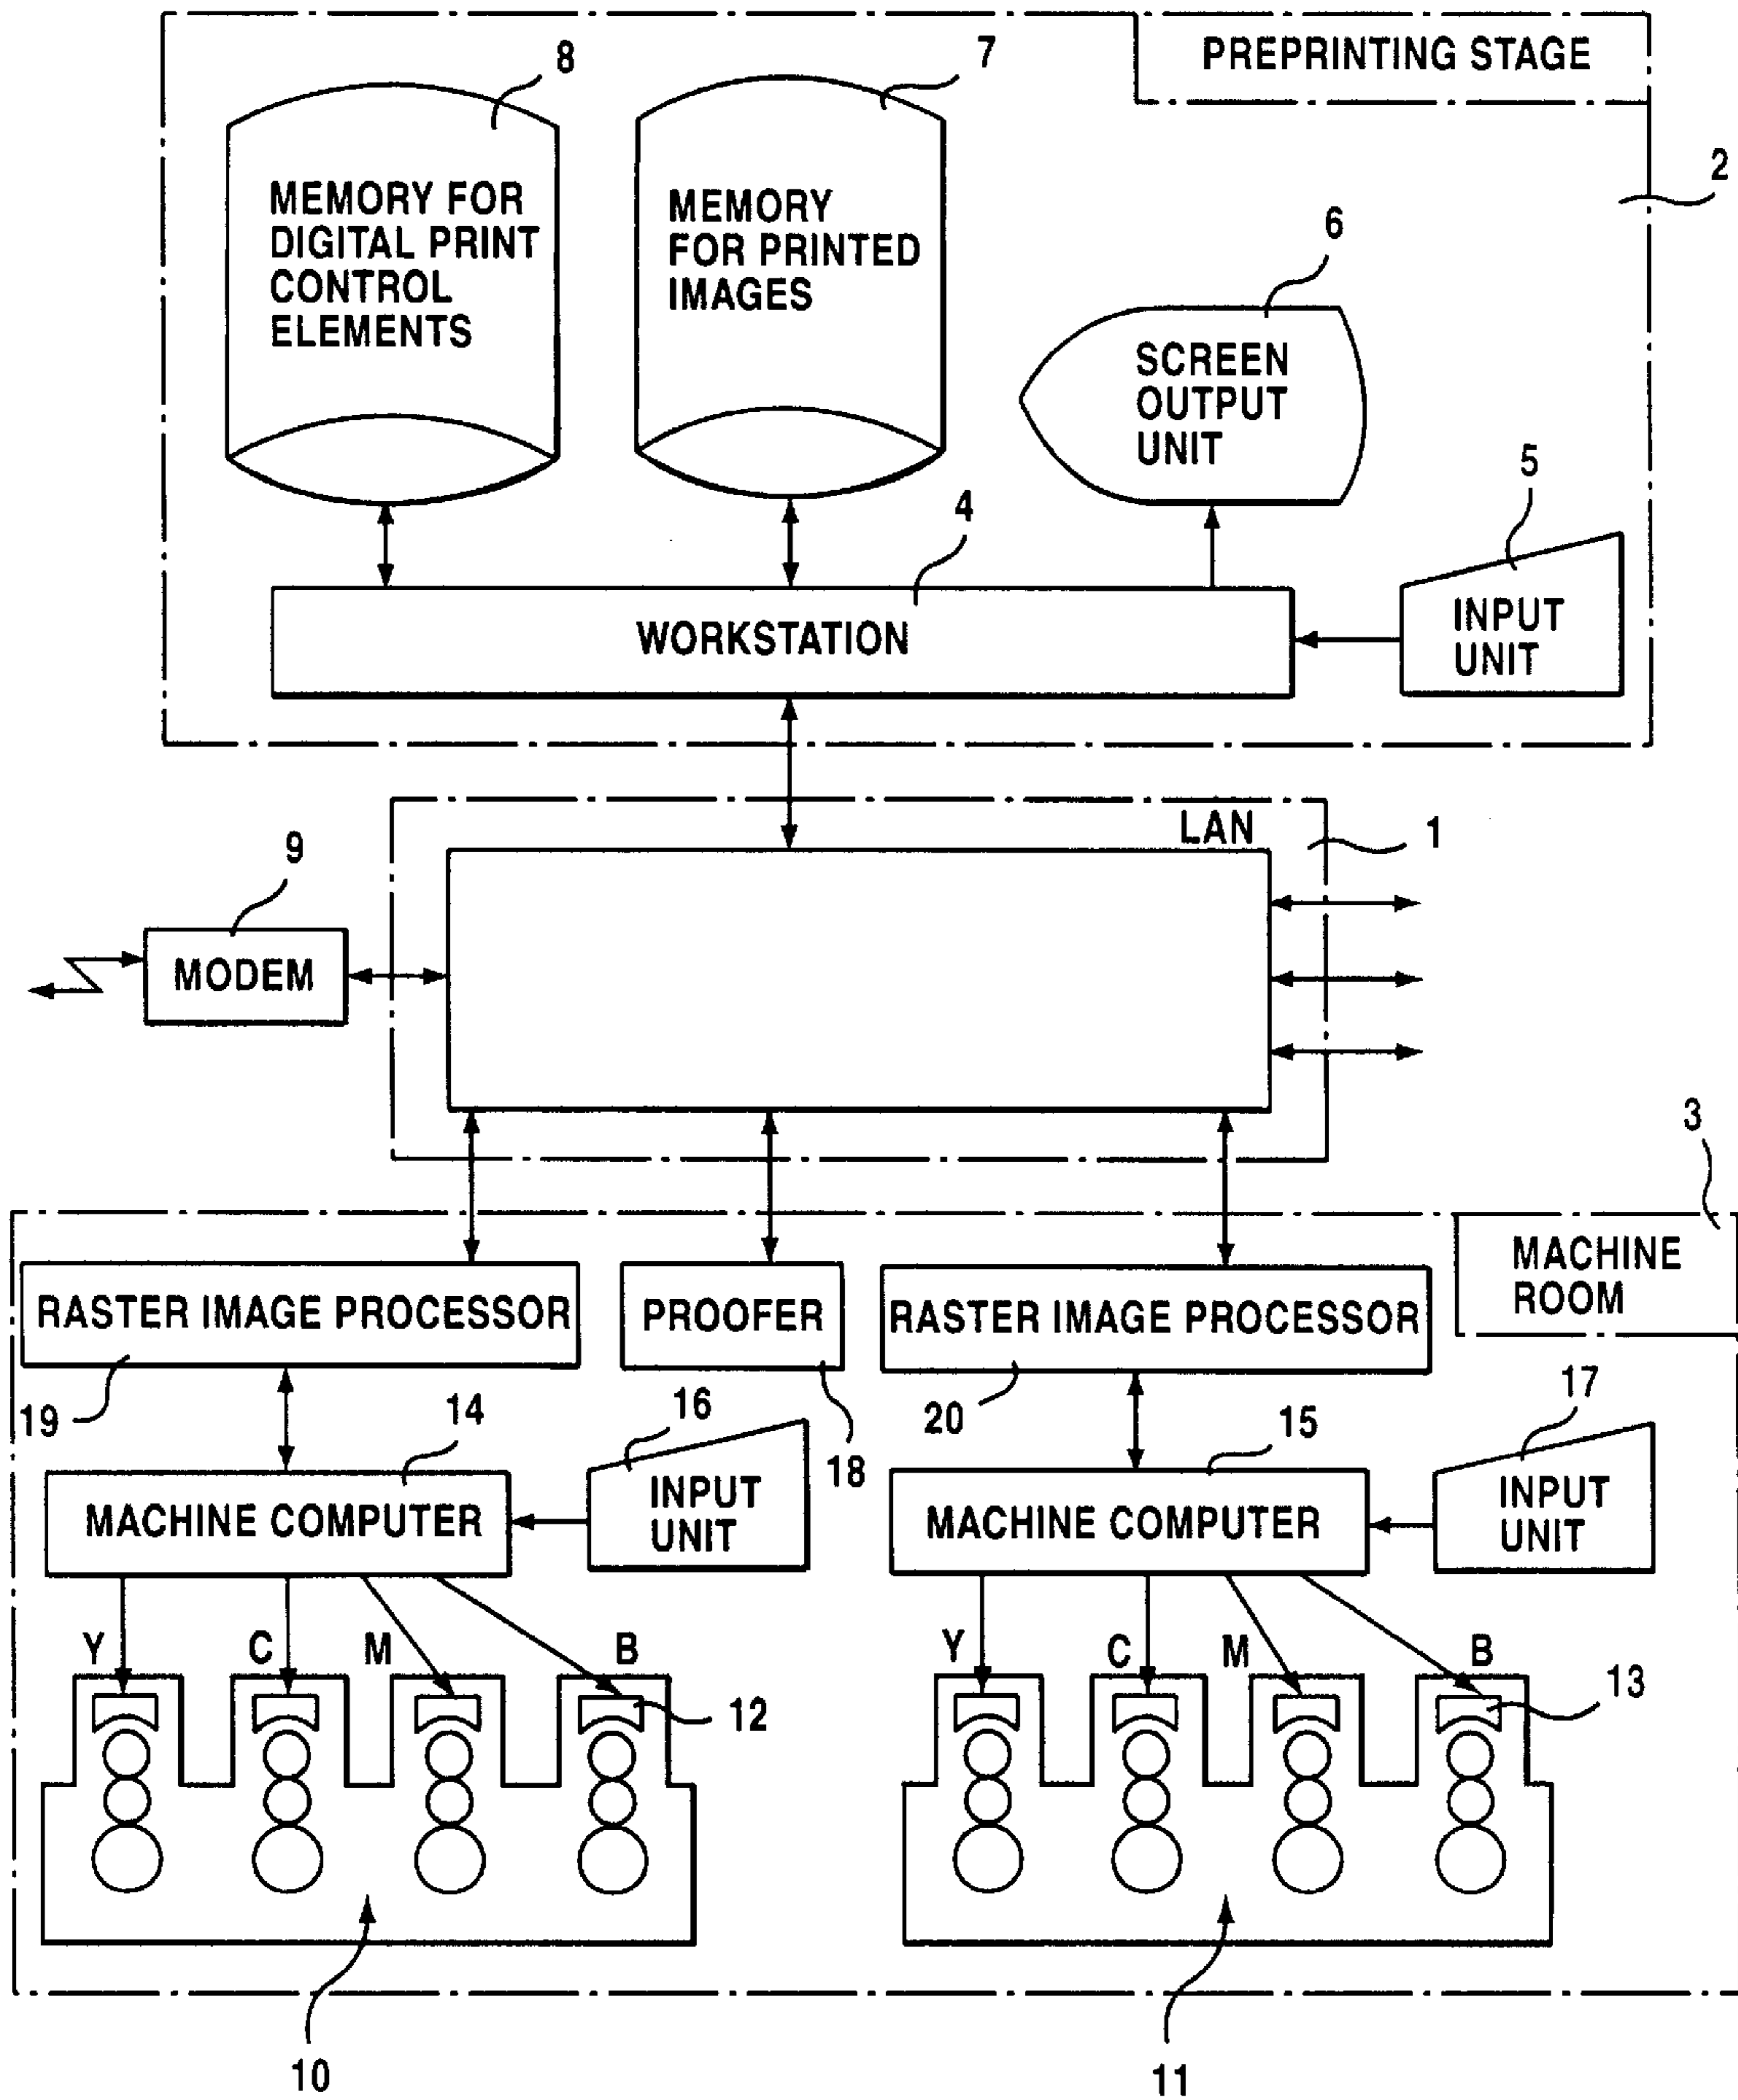 PREPRINTING STAGE
8
7
2
MEMORY FOR
DIGITAL PRINT
CONTROL
ELEMENTS
MEMORY
FOR PRINTED
IMAGES
6
SCREEN
OUTPUT
UNIT
4
5
WORKSTATION
INPUT
UNIT
LAN
1
9
MODEM
3
MACHINE
ROOM
RASTER IMAGE PROCESSOR
PROOFER
RASTER IMAGE PROCESSOR
19
14
16
18
20
15
17
MACHINE COMPUTER
INPUT
UNIT
MACHINE COMPUTER
INPUT
UNIT
Y
C
M
B
Y
C
M
B
12
13
10
11